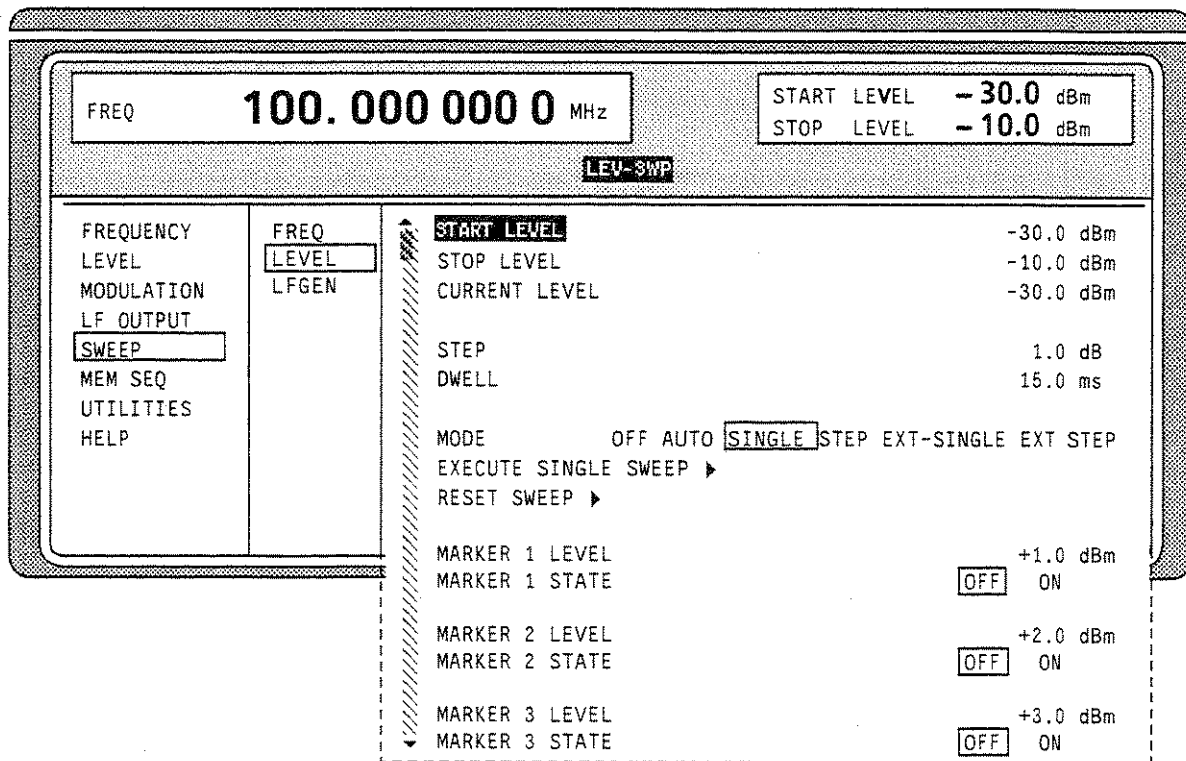 FREQ 100. 000 000 0 MHz
START LEVEL – 30.0 dBm
STOP LEVEL – 10.0 dBm
LEV-SWP
FREQUENCY
LEVEL
MODULATION
LF OUTPUT
SWEEP
MEM SEQ
UTILITIES
HELP
FREQ
LEVEL
LFGEN
START LEVEL -30.0 dBm
STOP LEVEL -10.0 dBm
CURRENT LEVEL -30.0 dBm
STEP 1.0 dB
DWELL 15.0 ms
MODE OFF AUTO SINGLE STEP EXT-SINGLE EXT STEP
EXECUTE SINGLE SWEEP
RESET SWEEP
MARKER 1 LEVEL +1.0 dBm
MARKER 1 STATE OFF ON
MARKER 2 LEVEL +2.0 dBm
MARKER 2 STATE OFF ON
MARKER 3 LEVEL +3.0 dBm
MARKER 3 STATE OFF ON